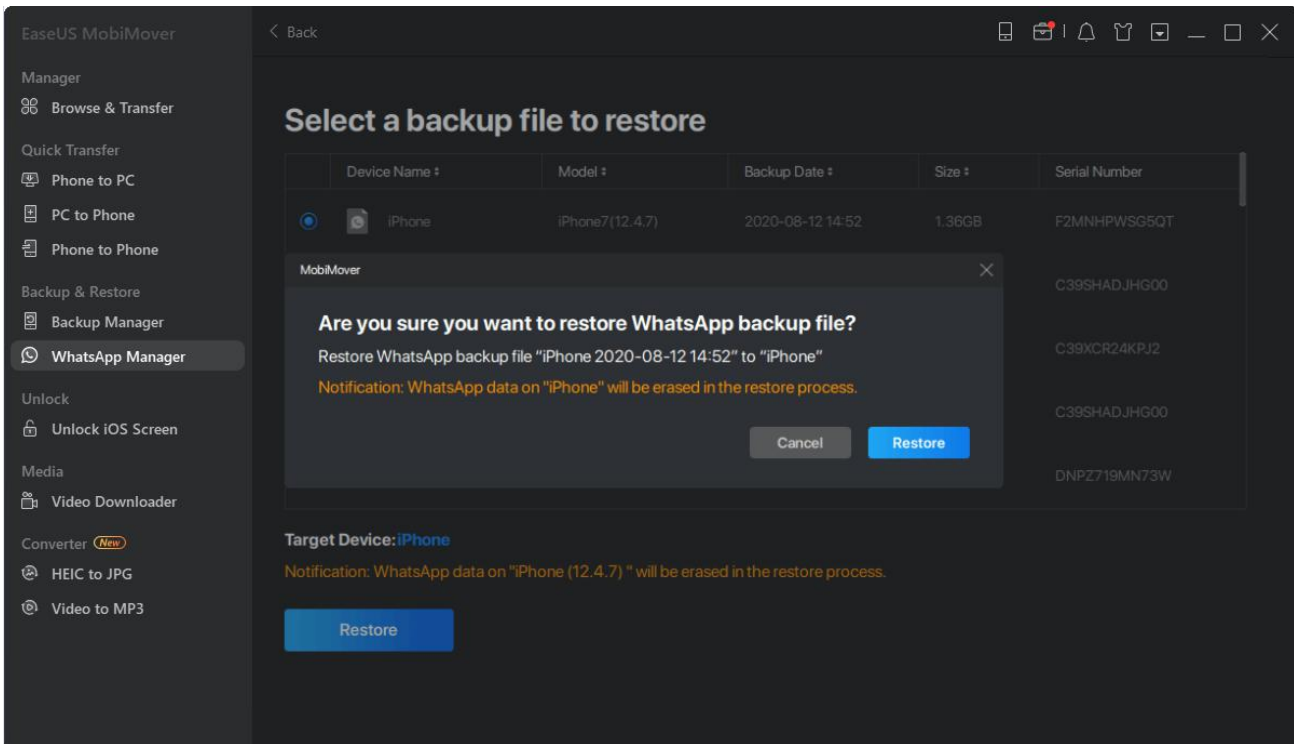 EaseUS MobiMover
Back
Manager
Browse & Transfer
Quick Transfer
Phone to PC
PC to Phone
Phone to Phone
Backup & Restore
Backup Manager
WhatsApp Manager
Unlock
Unlock iOS Screen
Media
Video Downloader
Converter New
HEIC to JPG
Video to MP3
Select a backup file to restore
Device Name Model Backup Date Size Serial Number
iPhone iPhone7(12.4.7) 2020-08-12 14:52 1.36GB F2MNHPWSG5QT
C39SHADJHG00
C39XCR24KPJ2
C39SHADJHG00
DNPZ719MN73W
MobiMover
Are you sure you want to restore WhatsApp backup file?
Restore WhatsApp backup file “iPhone 2020-08-12 14:52” to “iPhone”
Notification: WhatsApp data on "iPhone" will be erased in the restore process.
Cancel Restore
Target Device:iPhone
Notification: WhatsApp data on "iPhone (12.4.7) " will be erased in the restore process.
Restore